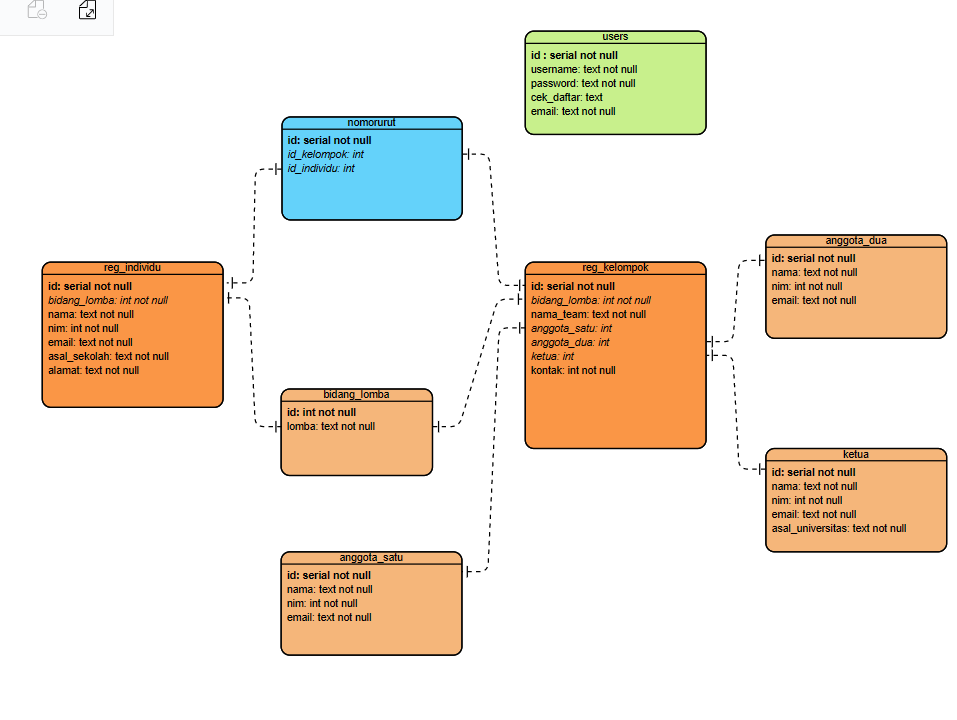 users
id : serial not null
username: text not null
password: text not null
cek_daftar: text
email: text not null
nomorurut
id: serial not null
id_kelompok: int
id_individu: int
reg_individu
id: serial not null
bidang_lomba: int not null
nama: text not null
nim: int not null
email: text not null
asal_sekolah: text not null
alamat: text not null
reg_kelompok
id: serial not null
bidang_lomba: int not null
nama_team: text not null
anggota_satu: int
anggota_dua: int
ketua: int
kontak: int not null
anggota_dua
id: serial not null
nama: text not null
nim: int not null
email: text not null
bidang_lomba
id: int not null
lomba: text not null
ketua
id: serial not null
nama: text not null
nim: int not null
email: text not null
asal_universitas: text not null
anggota_satu
id: serial not null
nama: text not null
nim: int not null
email: text not null